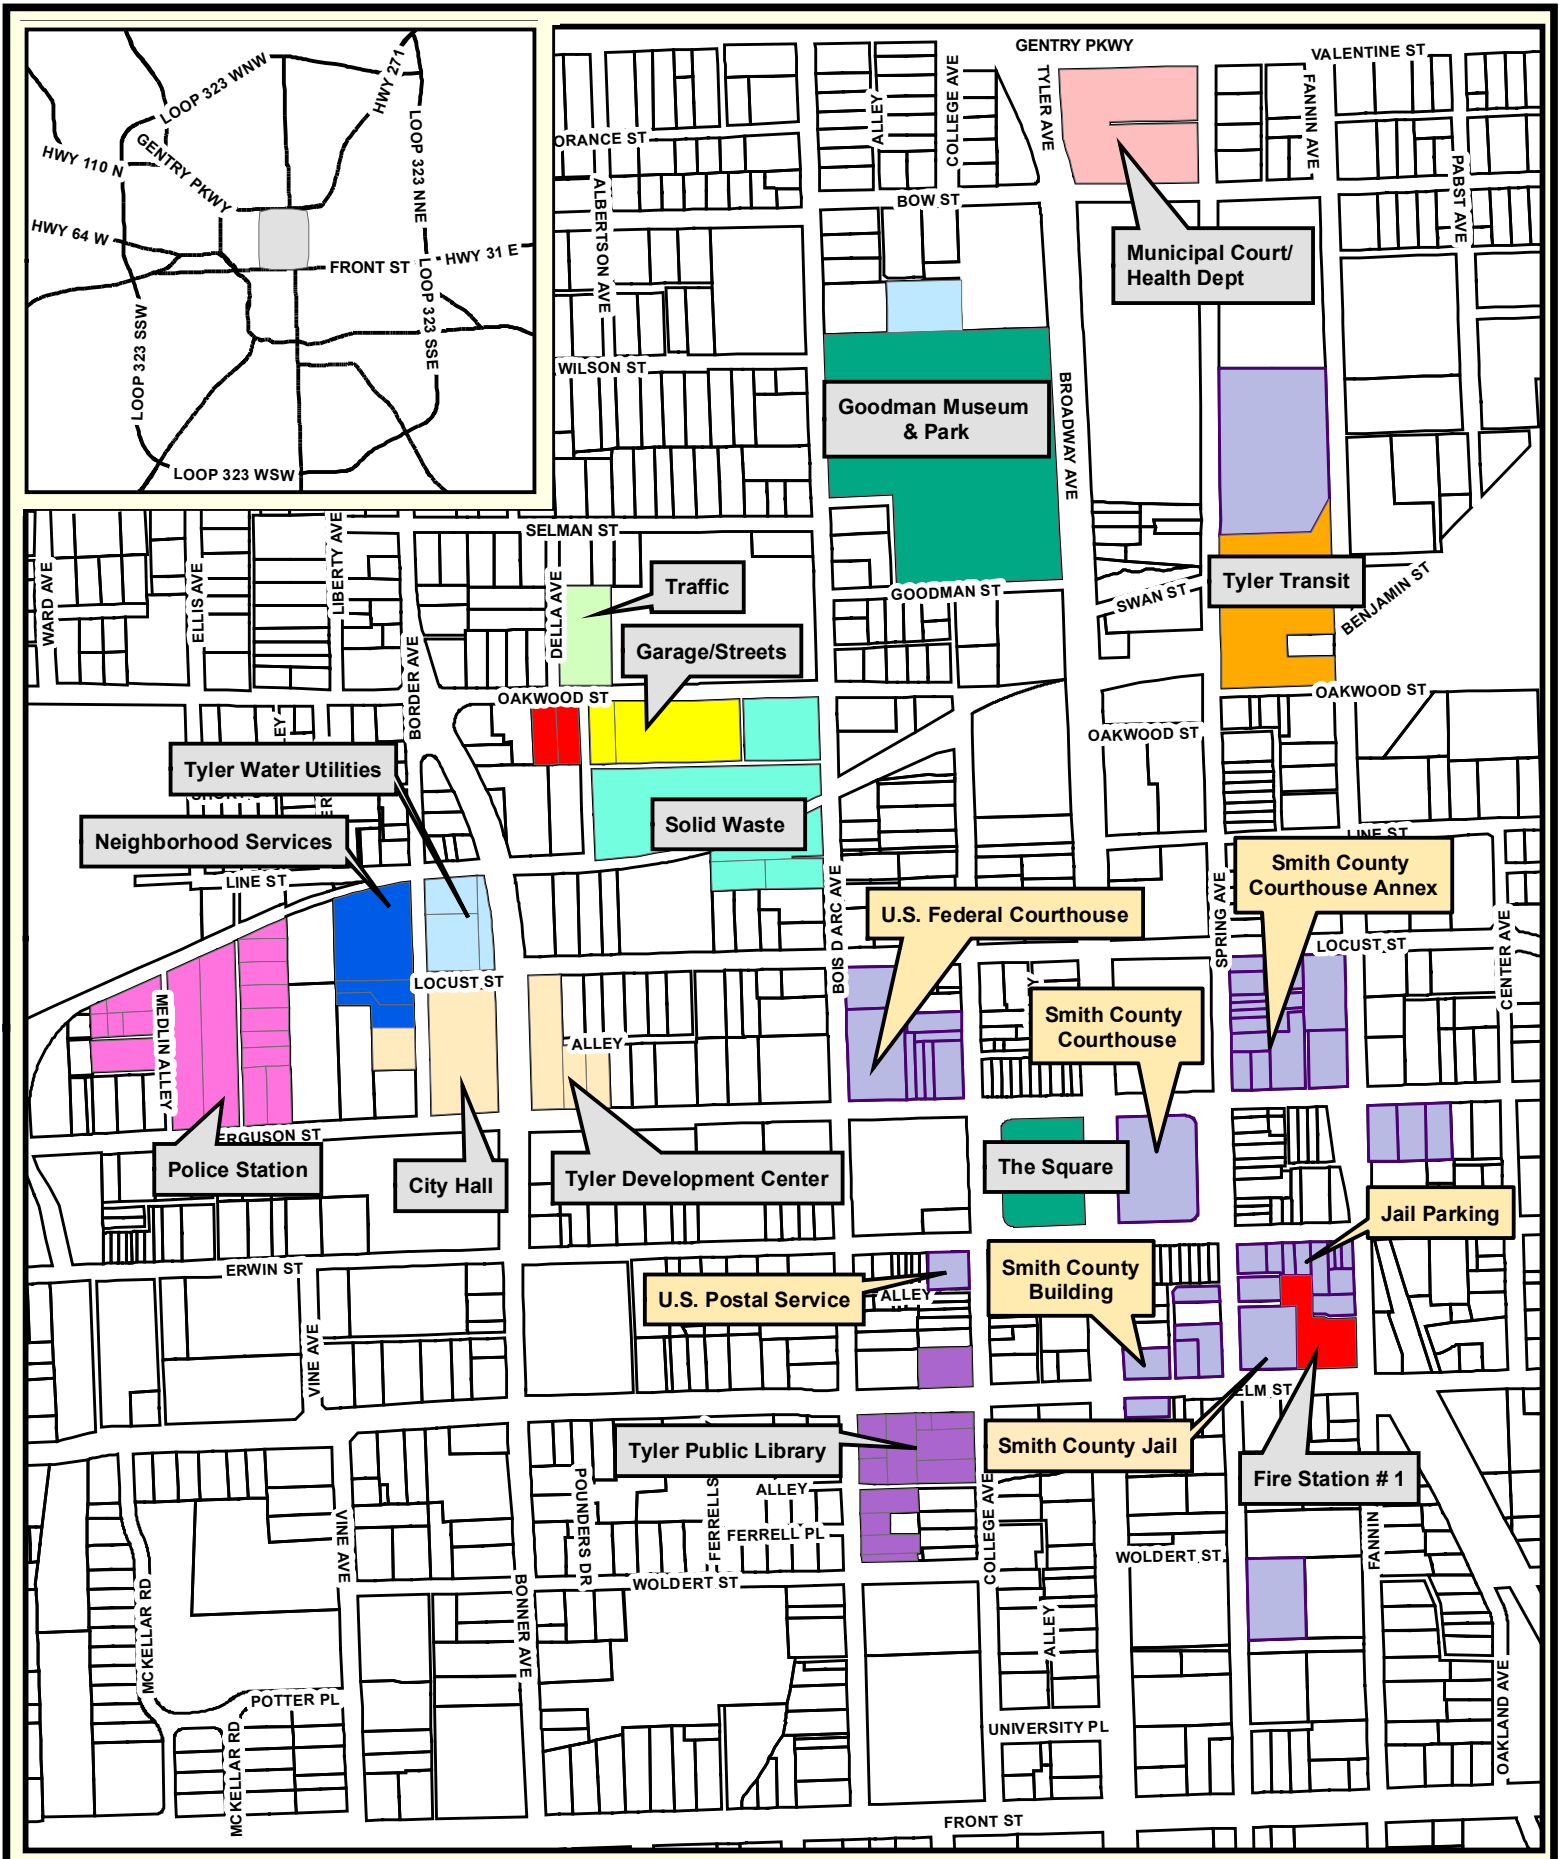 LOOP 323 WNW
HWY 271
GENTRY PKWY
HWY 110 N
LOOP 323 NNE
HWY 64 W
HWY 31 E
FRONT ST
LOOP 323 SSW
LOOP 323 SSE
LOOP 323 WSW
GENTRY PKWY
VALENTINE ST
TYLER AVE
COLLEGE AVE
ALLEY
FANNIN AVE
ORANCE ST
PABST AVE
ALBERTSON AVE
BOW ST
Municipal Court/
Health Dept
WILSON ST
BROADWAY AVE
Goodman Museum
& Park
SELMAN ST
WARD AVE
ELLIS AVE
LIBERTY AVE
DELLA AVE
Traffic
GOODMAN ST
SWAN ST
Tyler Transit
BENJAMIN ST
BORDER AVE
Garage/Streets
OAKWOOD ST
OAKWOOD ST
OAKWOOD ST
EY
Tyler Water Utilities
Solid Waste
Neighborhood Services
LINE ST
LINE ST
Smith County
Courthouse Annex
BOIS D ARC AVE
SPRING AVE
U.S. Federal Courthouse
LOCUST ST
CENTER AVE
LOCUST ST
MEDLIN ALLEY
ALLEY
Smith County
Courthouse
ERGUSON ST
Police Station
City Hall
Tyler Development Center
The Square
Jail Parking
ERWIN ST
Smith County
Building
U.S. Postal Service
ALLEY
VINE AVE
ELM ST
Tyler Public Library
Smith County Jail
Fire Station # 1
POUNDERS DR
FERRELLS
ALLEY
FERRELL PL
COLLEGE AVE
VINE AVE
FANNIN
WOLDERT ST
WOLDERT ST
MCKELLAR RD
BONNER AVE
ALLEY
OAKLAND AVE
POTTER PL
MCKELLAR RD
UNIVERSITY PL
FRONT ST